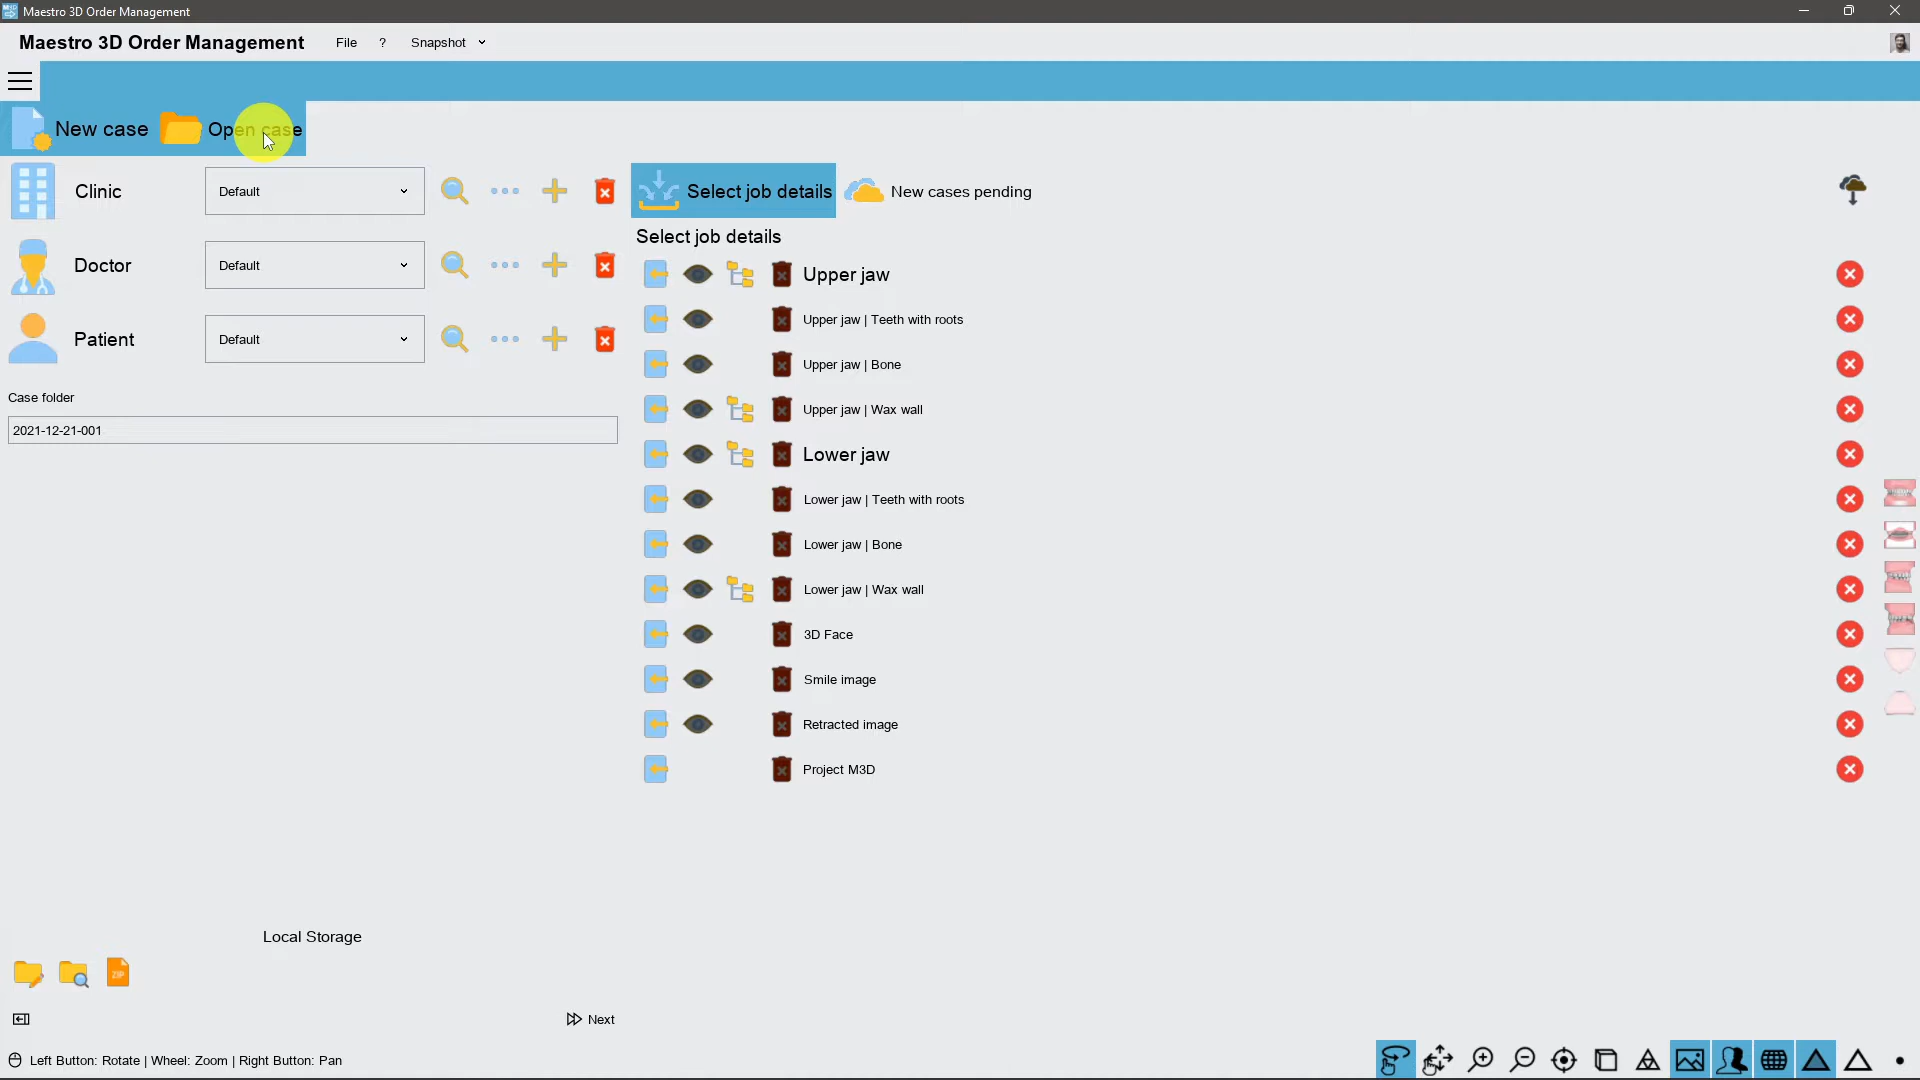 Maestro 3D Order Management
Maestro 3D Order Management File ? Snapshot
New case Open case
Clinic Default Select job details New cases pending
Select job details
Doctor Default
Patient Default
Case folder
2021-12-21-001
Upper jaw
Upper jaw | Teeth with roots
Upper jaw | Bone
Upper jaw | Wax wall
Lower jaw
Lower jaw | Teeth with roots
Lower jaw | Bone
Lower jaw | Wax wall
3D Face
Smile image
Retracted image
Project M3D
Local Storage
ZIP
Next
Left Button: Rotate | Wheel: Zoom | Right Button: Pan